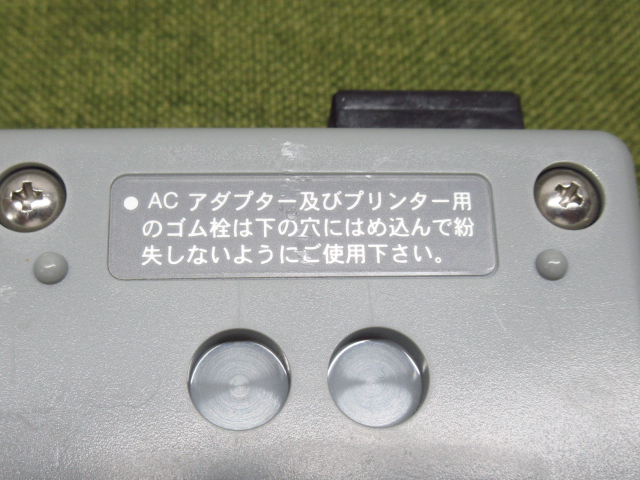 ● AC アダプター及びプリンター用
のゴム栓は下の穴にはめ込んで紛
失しないようにご使用下さい。